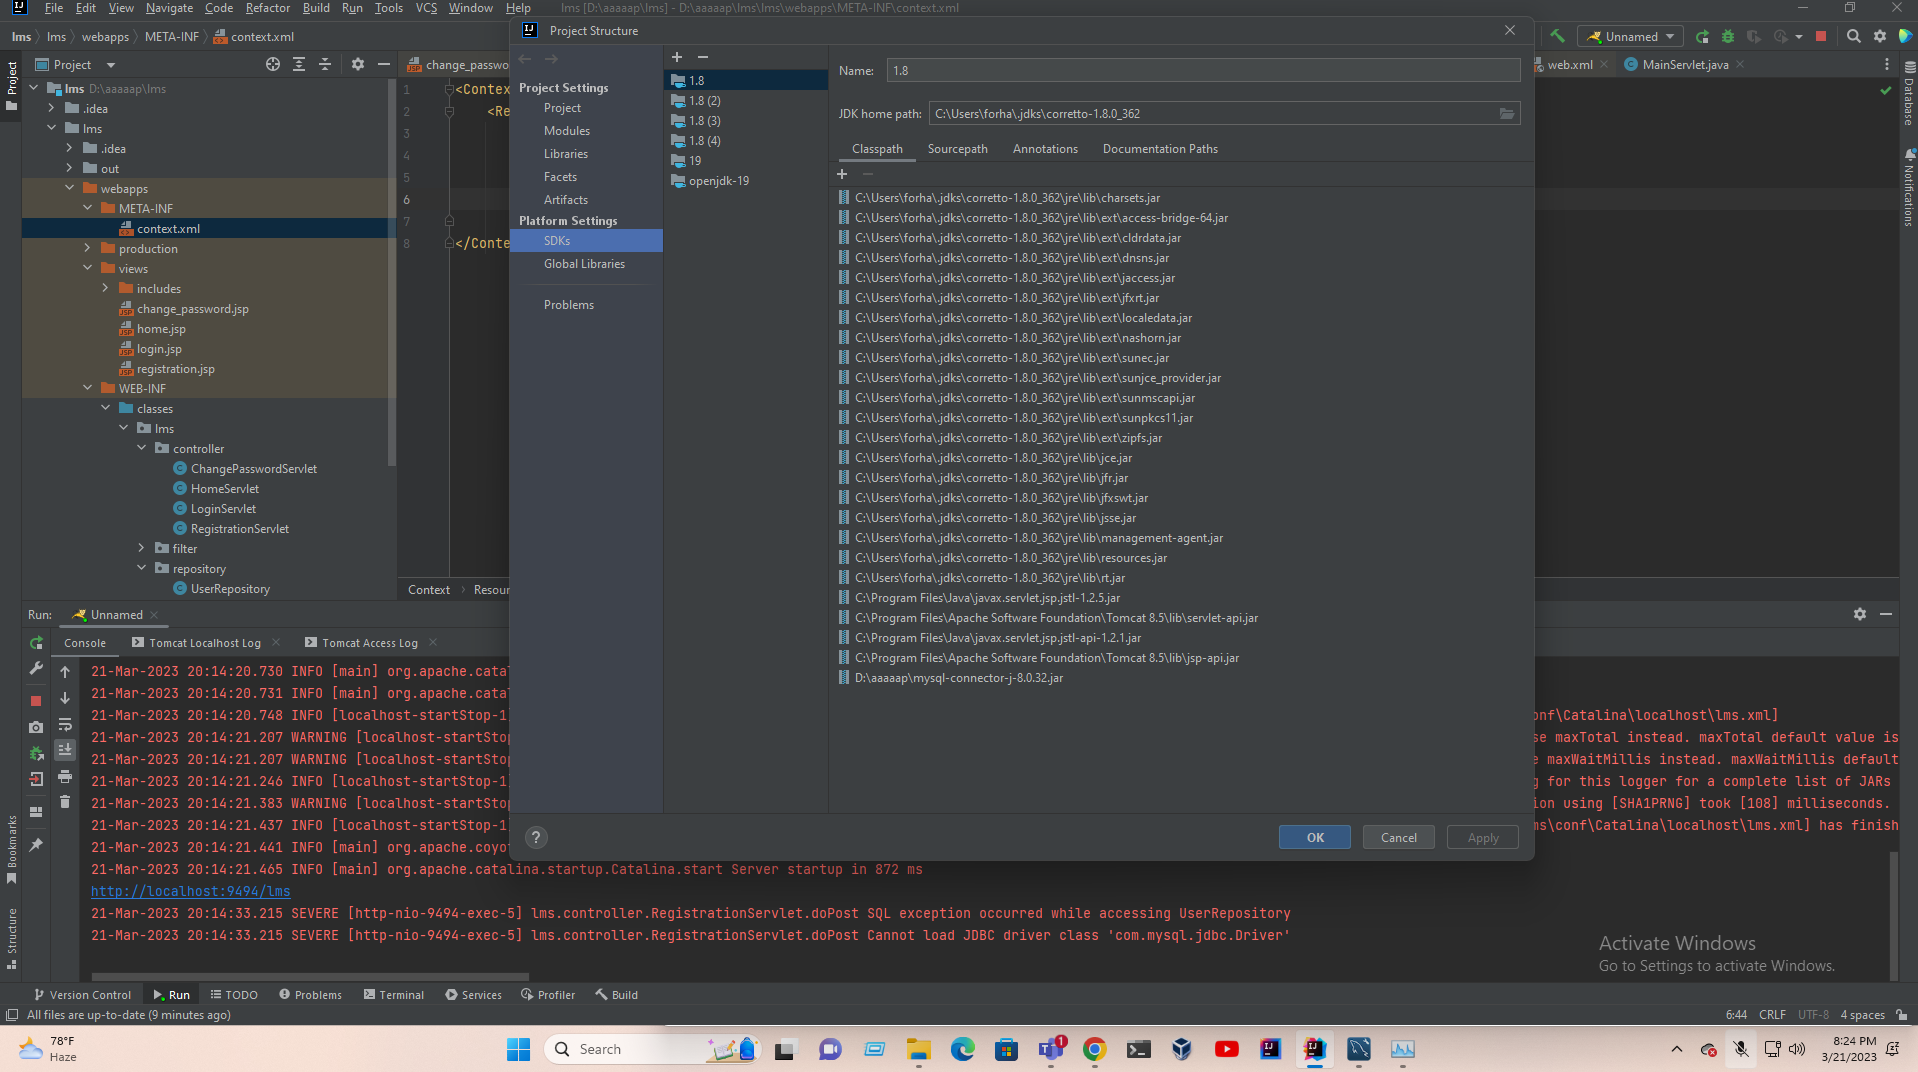 File Edit View Navigate Code Refactor Build Run Tools VCS Window Help
lms [D:\aaaaap\lms] - D:\aaaaap\lms\lms\webapps\META-INF\context.xml
lms lms webapps META-INF context.xml
Unnamed
Project
lms D:\aaaaap\lms
.idea
lms
.idea
out
webapps
META-INF
context.xml
production
views
includes
change_password.jsp
home.jsp
login.jsp
registration.jsp
WEB-INF
classes
lms
controller
ChangePasswordServlet
HomeServlet
LoginServlet
RegistrationServlet
filter
repository
UserRepository
Project
Bookmarks
Structure
Database
Notifications
change_passwo
web.xml
MainServlet.java
1 <Contex
2 <Re
3
4
5
6
7
8 </Conte
Context Resour
Project Structure
Project Settings
Project
Modules
Libraries
Facets
Artifacts
Platform Settings
SDKs
Global Libraries
Problems
1.8
1.8 (2)
1.8 (3)
1.8 (4)
19
openjdk-19
Name: 1.8
JDK home path: C:\Users\forha\.jdks\corretto-1.8.0_362
Classpath Sourcepath Annotations Documentation Paths
C:\Users\forha\.jdks\corretto-1.8.0_362\jre\lib\charsets.jar
C:\Users\forha\.jdks\corretto-1.8.0_362\jre\lib\ext\access-bridge-64.jar
C:\Users\forha\.jdks\corretto-1.8.0_362\jre\lib\ext\cldrdata.jar
C:\Users\forha\.jdks\corretto-1.8.0_362\jre\lib\ext\dnsns.jar
C:\Users\forha\.jdks\corretto-1.8.0_362\jre\lib\ext\jaccess.jar
C:\Users\forha\.jdks\corretto-1.8.0_362\jre\lib\ext\jfxrt.jar
C:\Users\forha\.jdks\corretto-1.8.0_362\jre\lib\ext\localedata.jar
C:\Users\forha\.jdks\corretto-1.8.0_362\jre\lib\ext\nashorn.jar
C:\Users\forha\.jdks\corretto-1.8.0_362\jre\lib\ext\sunec.jar
C:\Users\forha\.jdks\corretto-1.8.0_362\jre\lib\ext\sunjce_provider.jar
C:\Users\forha\.jdks\corretto-1.8.0_362\jre\lib\ext\sunmscapi.jar
C:\Users\forha\.jdks\corretto-1.8.0_362\jre\lib\ext\sunpkcs11.jar
C:\Users\forha\.jdks\corretto-1.8.0_362\jre\lib\ext\zipfs.jar
C:\Users\forha\.jdks\corretto-1.8.0_362\jre\lib\jce.jar
C:\Users\forha\.jdks\corretto-1.8.0_362\jre\lib\jfr.jar
C:\Users\forha\.jdks\corretto-1.8.0_362\jre\lib\jfxswt.jar
C:\Users\forha\.jdks\corretto-1.8.0_362\jre\lib\jsse.jar
C:\Users\forha\.jdks\corretto-1.8.0_362\jre\lib\management-agent.jar
C:\Users\forha\.jdks\corretto-1.8.0_362\jre\lib\resources.jar
C:\Users\forha\.jdks\corretto-1.8.0_362\jre\lib\rt.jar
C:\Program Files\Java\javax.servlet.jsp.jstl-1.2.5.jar
C:\Program Files\Apache Software Foundation\Tomcat 8.5\lib\servlet-api.jar
C:\Program Files\Java\javax.servlet.jsp.jstl-api-1.2.1.jar
C:\Program Files\Apache Software Foundation\Tomcat 8.5\lib\jsp-api.jar
D:\aaaaap\mysql-connector-j-8.0.32.jar
? OK Cancel Apply
Run: Unnamed
Console Tomcat Localhost Log Tomcat Access Log
21-Mar-2023 20:14:20.730 INFO [main] org.apache.catal
21-Mar-2023 20:14:20.731 INFO [main] org.apache.catal
21-Mar-2023 20:14:20.748 INFO [localhost-startStop-1] nf\Catalina\localhost\lms.xml]
21-Mar-2023 20:14:21.207 WARNING [localhost-startStop se maxTotal instead. maxTotal default value is
21-Mar-2023 20:14:21.207 WARNING [localhost-startStop e maxWaitMillis instead. maxWaitMillis default
21-Mar-2023 20:14:21.246 INFO [localhost-startStop-1] g for this logger for a complete list of JARs
21-Mar-2023 20:14:21.383 WARNING [localhost-startStop ion using [SHA1PRNG] took [108] milliseconds.
21-Mar-2023 20:14:21.437 INFO [localhost-startStop-1] ms\conf\Catalina\localhost\lms.xml] has finish
21-Mar-2023 20:14:21.441 INFO [main] org.apache.coyot
21-Mar-2023 20:14:21.465 INFO [main] org.apache.catalina.startup.Catalina.start Server startup in 872 ms
http://localhost:9494/lms
21-Mar-2023 20:14:33.215 SEVERE [http-nio-9494-exec-5] lms.controller.RegistrationServlet.doPost SQL exception occurred while accessing UserRepository
21-Mar-2023 20:14:33.215 SEVERE [http-nio-9494-exec-5] lms.controller.RegistrationServlet.doPost Cannot load JDBC driver class 'com.mysql.jdbc.Driver'
Activate Windows
Go to Settings to activate Windows.
Version Control Run TODO Problems Terminal Services Profiler Build
All files are up-to-date (9 minutes ago)
6:44 CRLF UTF-8 4 spaces
78°F
Haze
Search
1
8:24 PM
3/21/2023